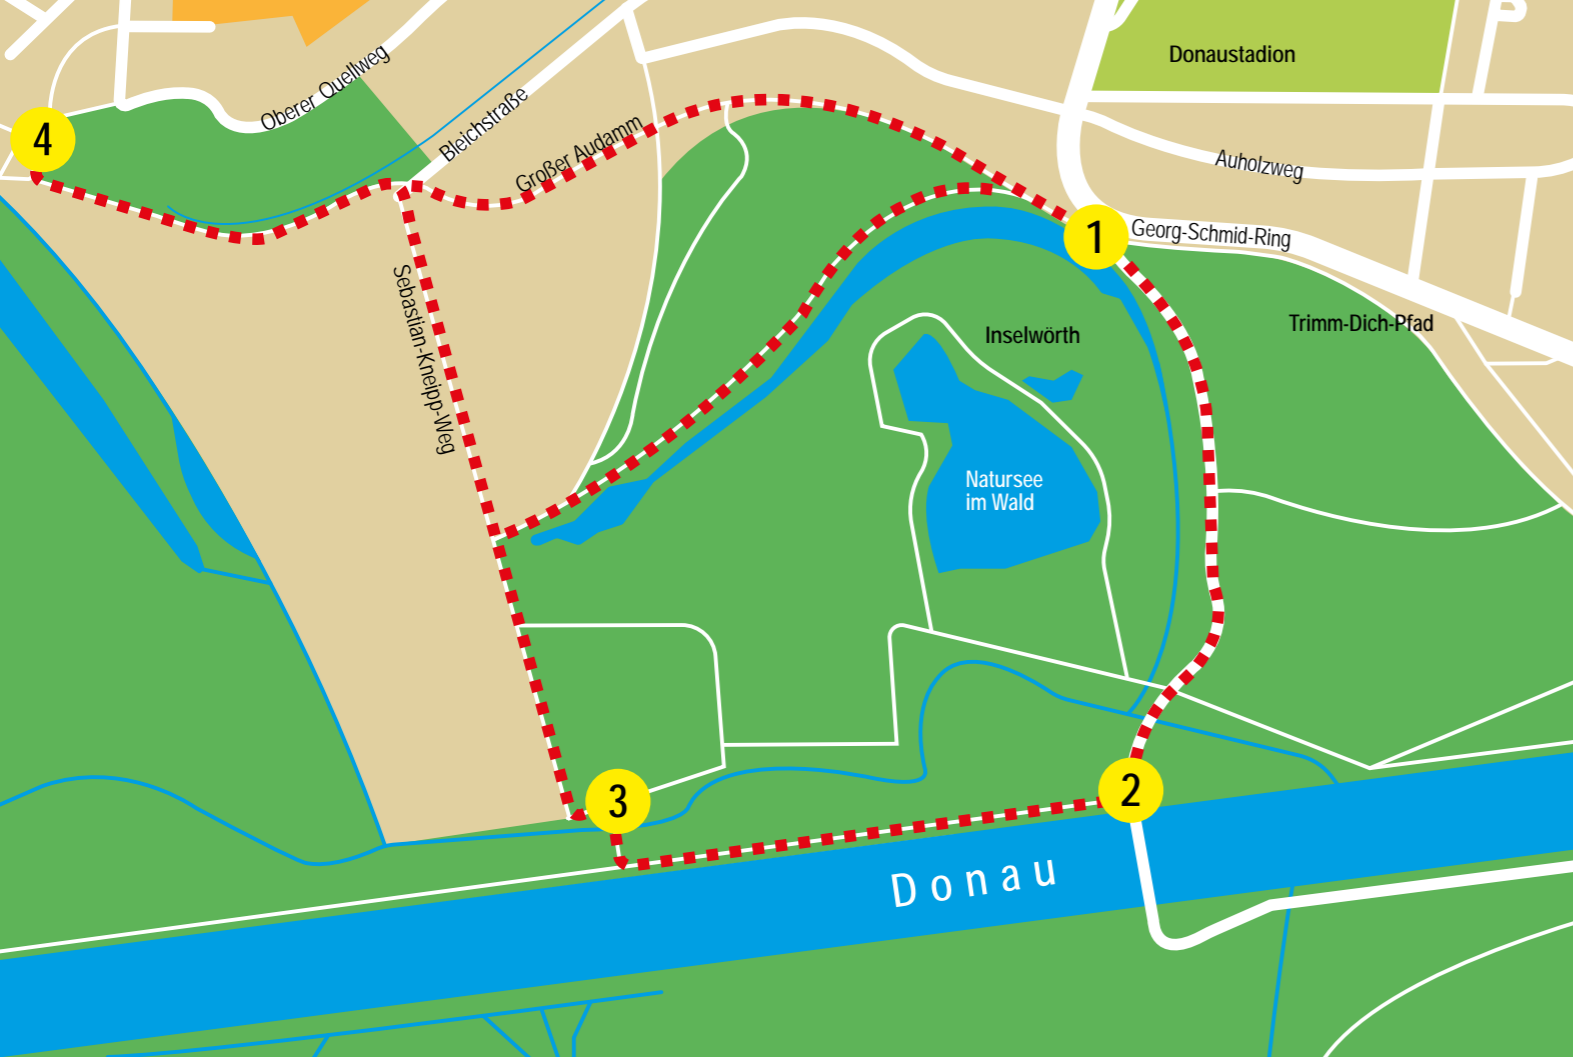 Donaustadion
Oberer Quellweg
Bleichstraße
4
Großer Audamm
Auholzweg
1
Georg-Schmid-Ring
Sebastian-Kneipp-Weg
Inselwörth
Trimm-Dich-Pfad
Natursee
im Wald
3
2
Donau